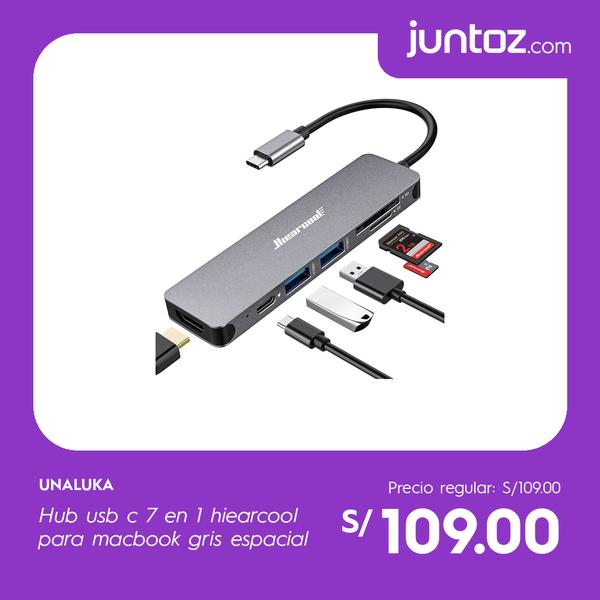 juntoz.com
Hiearcool
UNALUKA
Hub usb c 7 en 1 hiearcool
para macbook gris espacial
Precio regular: S/109.00
S/109.00